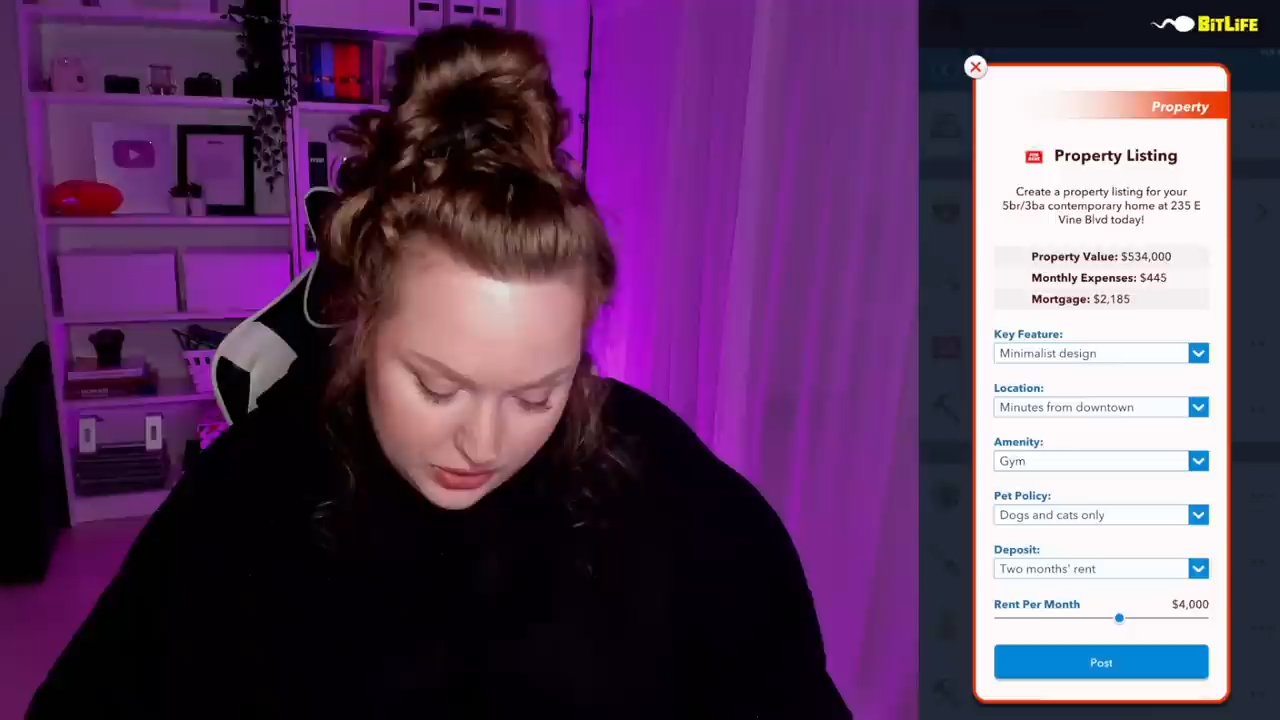 BITLIFE
Property
Property Listing
Create a property listing for your
5br/3ba contemporary home at 235 E
Vine Blvd today!
Property Value: $534,000
Monthly Expenses: $445
Mortgage: $2,185
Key Feature:
Minimalist design
Location:
Minutes from downtown
Amenity:
Gym
Pet Policy:
Dogs and cats only
Deposit:
Two months' rent
Rent Per Month $4,000
Post